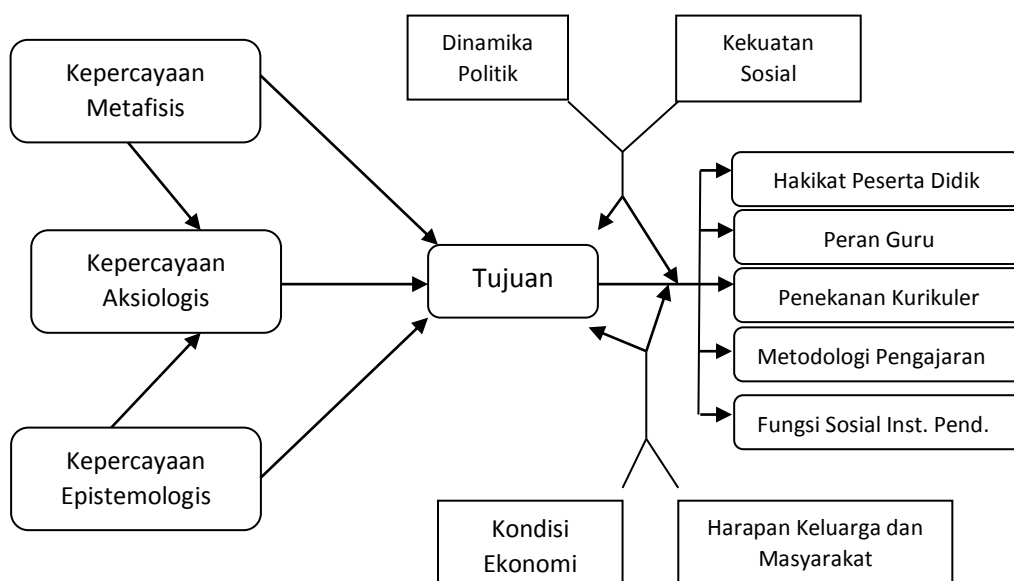 Kepercayaan
Metafisis
Dinamika
Politik
Kekuatan
Sosial
Hakikat Peserta Didik
Peran Guru
Kepercayaan
Aksiologis
Tujuan
Penekanan Kurikuler
Metodologi Pengajaran
Fungsi Sosial Inst. Pend.
Kepercayaan
Epistemologis
Kondisi
Ekonomi
Harapan Keluarga dan
Masyarakat